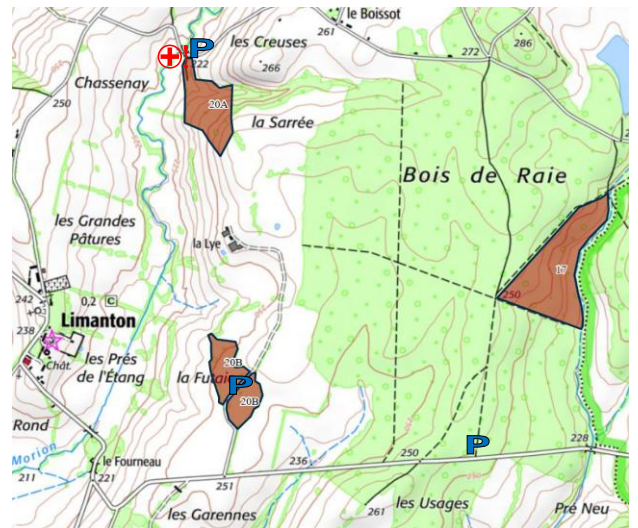 le Boissot
261
P
les Creuses
272
286
222
266
Chassenay
250
20A
la Sarrée
Bois de Raie
les Grandes
Pâtures
la Lye
17
250
242
0,2 C
238
Limanton
Chât.
les Prés
de l'Étang
20B
la Futaie
P
20B
Rond
Morion
le Fourneau
211
221
251
236
250
P
228
261
les Garennes
les Usages
Pré Neu